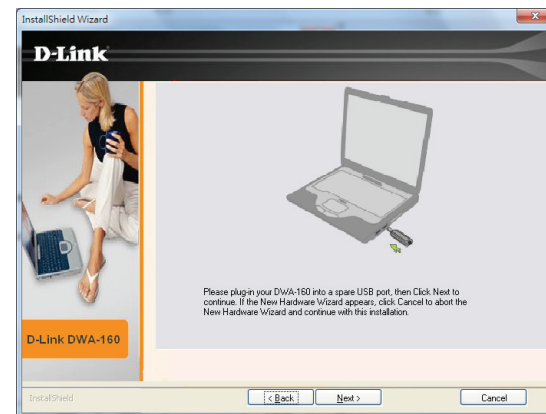 InstallShield Wizard
D-Link
Please plug-in your DWA-160 into a spare USB port, then Click Next to
continue. If the New Hardware Wizard appears, click Cancel to abort the
New Hardware Wizard and continue with this installation.
D-Link DWA-160
InstallShield
< Back
Next >
Cancel